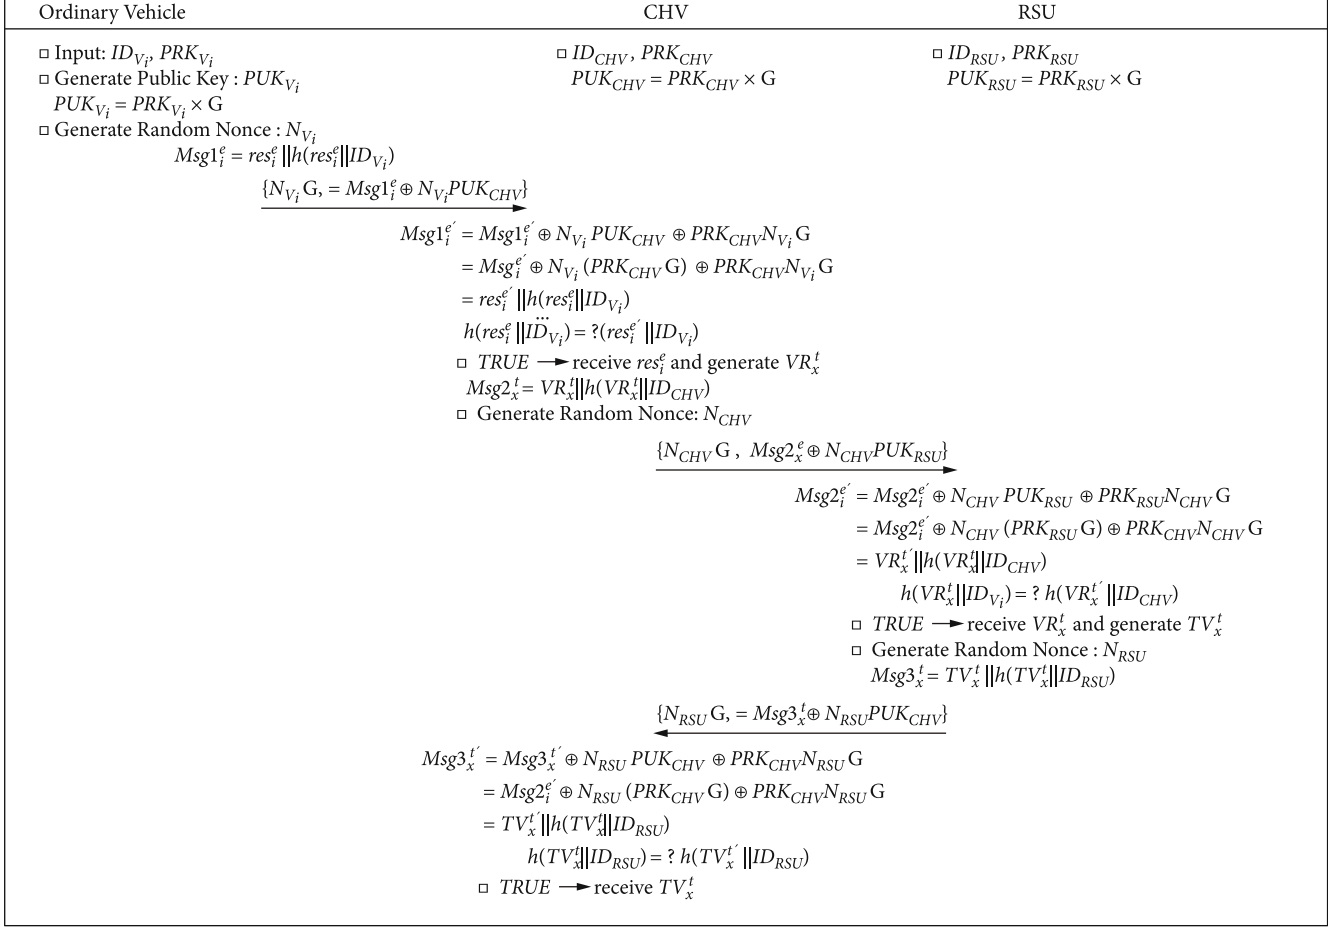 Ordinary Vehicle CHV RSU
□ Input: ID_{V_i}, PRK_{V_i} □ ID_{CHV}, PRK_{CHV} □ ID_{RSU}, PRK_{RSU}
□ Generate Public Key : PUK_{V_i} PUK_{CHV} = PRK_{CHV} × G PUK_{RSU} = PRK_{RSU} × G
PUK_{V_i} = PRK_{V_i} × G
□ Generate Random Nonce : N_{V_i}
Msg1_i^e = res_i^e || h(res_i^e || ID_{V_i})
{N_{V_i} G, = Msg1_i^e ⊕ N_{V_i} PUK_{CHV}}
Msg1_i^{e′} = Msg1_i^{e′} ⊕ N_{V_i} PUK_{CHV} ⊕ PRK_{CHV} N_{V_i} G
= Msg_i^{e′} ⊕ N_{V_i} (PRK_{CHV} G) ⊕ PRK_{CHV} N_{V_i} G
= res_i^{e′} || h(res_i^e || ID_{V_i})
...
h(res_i^e || ID_{V_i}) = ?(res_i^{e′} || ID_{V_i})
□ TRUE → receive res_i^e and generate VR_x^t
Msg2_x^t = VR_x^t || h(VR_x^t || ID_{CHV})
□ Generate Random Nonce: N_{CHV}
{N_{CHV} G , Msg2_x^e ⊕ N_{CHV} PUK_{RSU}}
Msg2_i^{e′} = Msg2_i^{e′} ⊕ N_{CHV} PUK_{RSU} ⊕ PRK_{RSU} N_{CHV} G
= Msg2_i^{e′} ⊕ N_{CHV} (PRK_{RSU} G) ⊕ PRK_{CHV} N_{CHV} G
= VR_x^{t′} || h(VR_x^t || ID_{CHV})
h(VR_x^t || ID_{V_i}) = ? h(VR_x^{t′} || ID_{CHV})
□ TRUE → receive VR_x^t and generate TV_x^t
□ Generate Random Nonce : N_{RSU}
Msg3_x^t = TV_x^t || h(TV_x^t || ID_{RSU})
{N_{RSU} G, = Msg3_x^t ⊕ N_{RSU} PUK_{CHV}}
Msg3_x^{t′} = Msg3_x^{t′} ⊕ N_{RSU} PUK_{CHV} ⊕ PRK_{CHV} N_{RSU} G
= Msg2_i^{e′} ⊕ N_{RSU} (PRK_{CHV} G) ⊕ PRK_{CHV} N_{RSU} G
= TV_x^{t′} || h(TV_x^t || ID_{RSU})
h(TV_x^t || ID_{RSU}) = ? h(TV_x^{t′} || ID_{RSU})
□ TRUE → receive TV_x^t